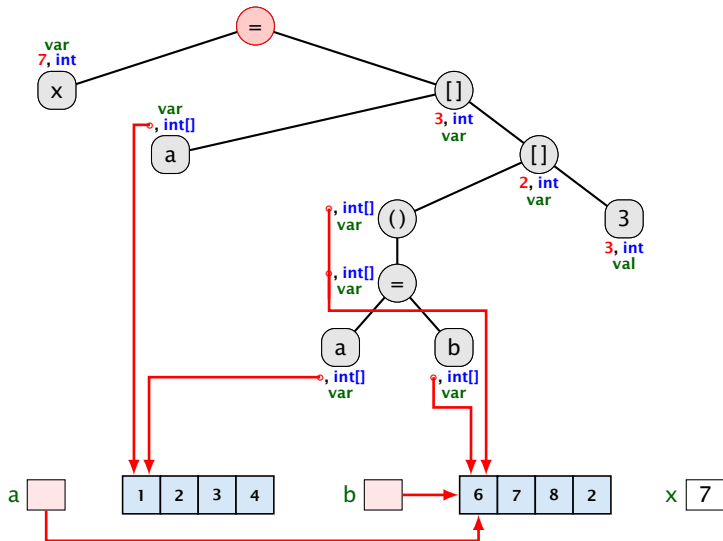 =
var
7, int
x
[]
3, int
var
var
, int[]
a
[]
2, int
var
, int[]
var
()
3
3, int
val
, int[]
var
=
a
b
, int[]
var
, int[]
var
a
1 2 3 4
b
6 7 8 2
x 7